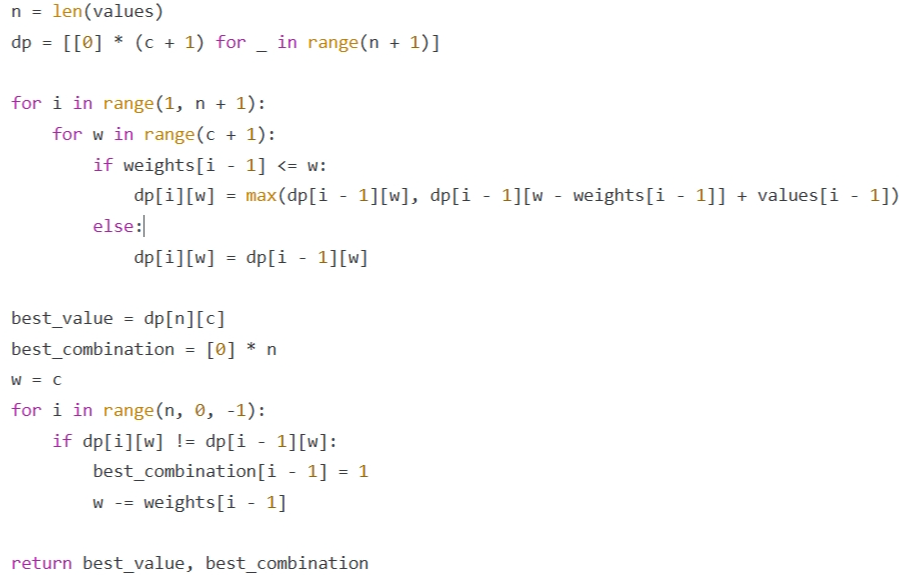 n = len(values)
dp = [[0] * (c + 1) for _ in range(n + 1)]
for i in range(1, n + 1):
    for w in range(c + 1):
        if weights[i - 1] <= w:
            dp[i][w] = max(dp[i - 1][w], dp[i - 1][w - weights[i - 1]] + values[i - 1])
        else:
            dp[i][w] = dp[i - 1][w]
best_value = dp[n][c]
best_combination = [0] * n
w = c
for i in range(n, 0, -1):
    if dp[i][w] != dp[i - 1][w]:
        best_combination[i - 1] = 1
        w -= weights[i - 1]
return best_value, best_combination